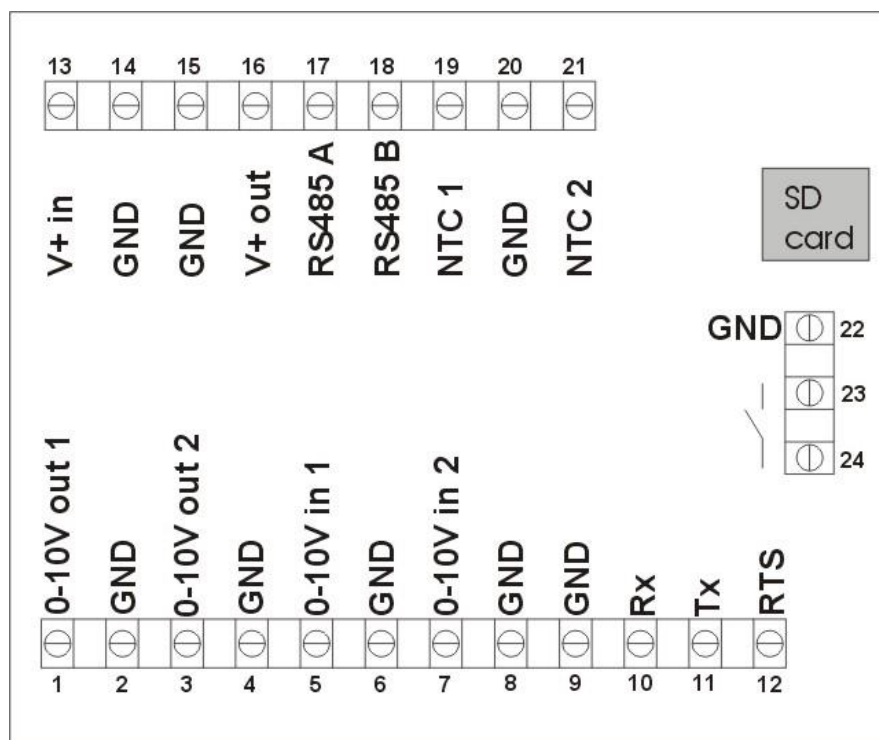 13 14 15 16 17 18 19 20 21
V+ in
GND
GND
V+ out
RS485 A
RS485 B
NTC 1
GND
NTC 2
SD
card
GND 22
23
24
0-10V out 1
GND
0-10V out 2
GND
0-10V in 1
GND
0-10V in 2
GND
GND
Rx
Tx
RTS
1 2 3 4 5 6 7 8 9 10 11 12